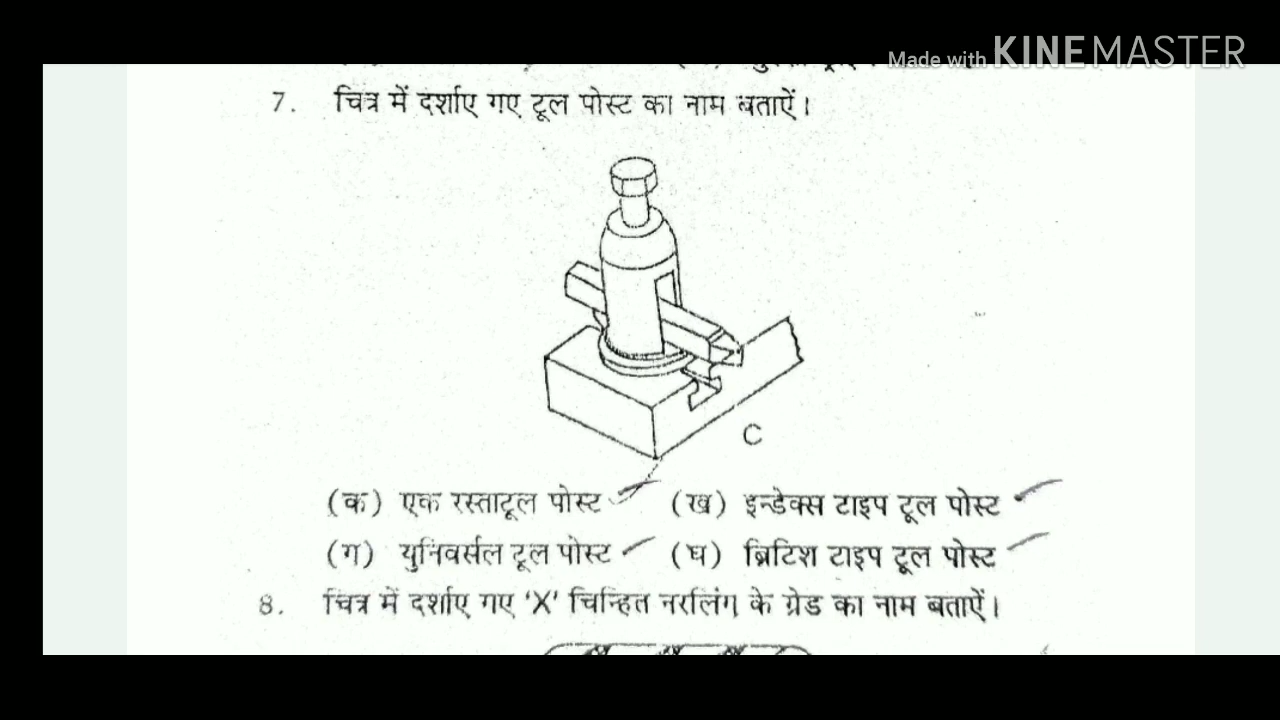 Made with KINEMASTER
7. चित्र में दर्शाए गए टूल पोस्ट का नाम बताऐं।
C
(क) एक रस्ताटूल पोस्ट (ख) इन्डेक्स टाइप टूल पोस्ट
(ग) युनिवर्सल टूल पोस्ट (घ) ब्रिटिश टाइप टूल पोस्ट
8. चित्र में दर्शाए गए 'X' चिन्हित नरलिंग के ग्रेड का नाम बताऐं।